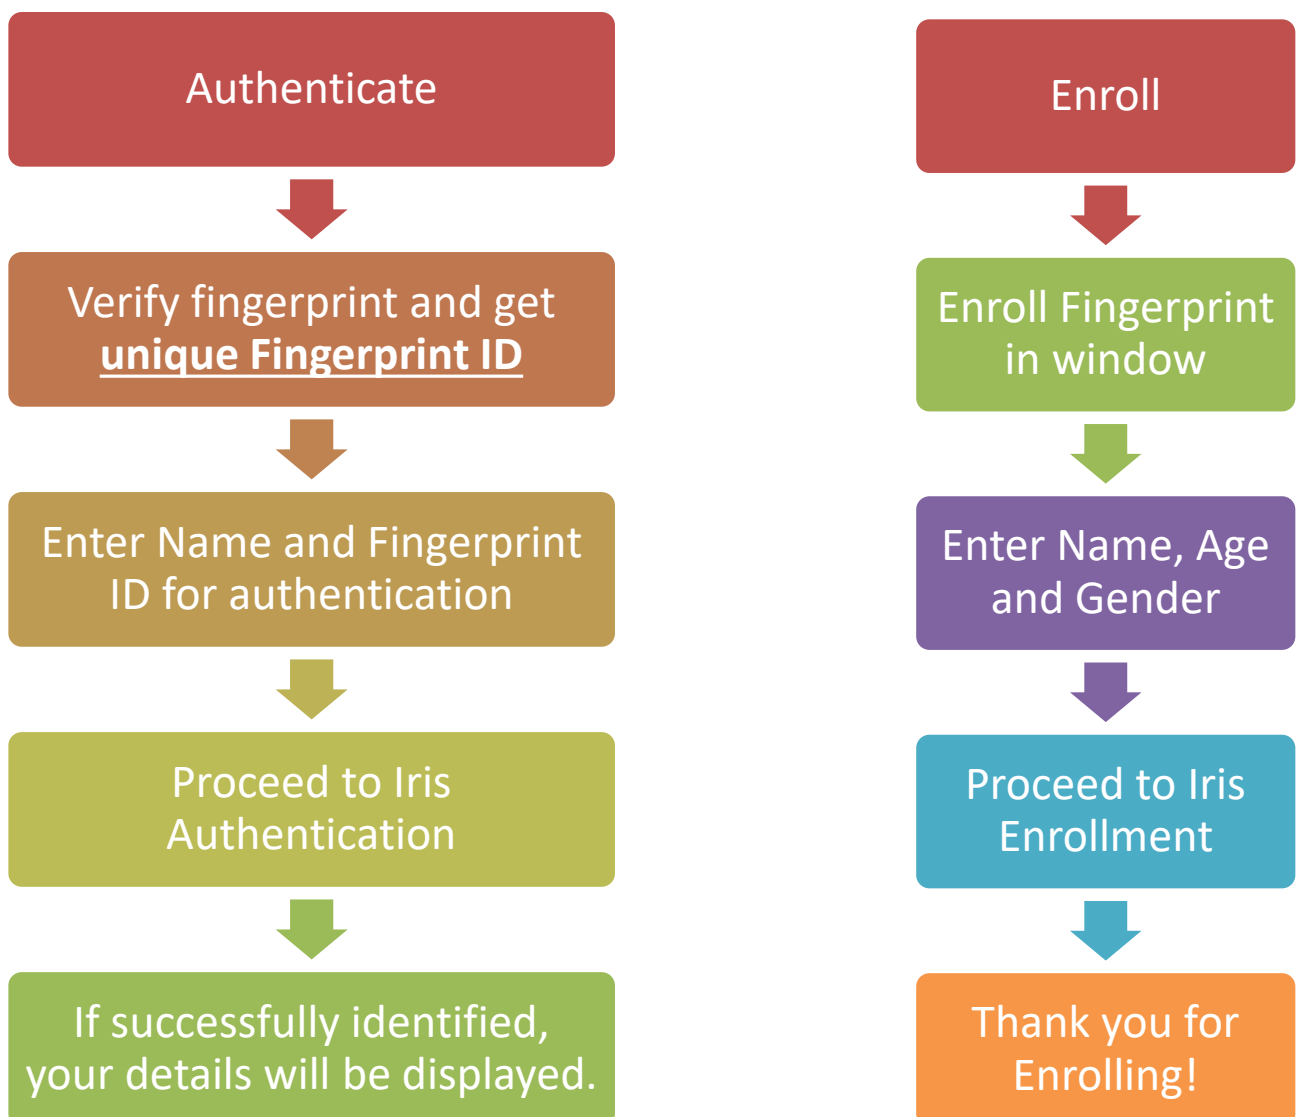 Authenticate
Verify fingerprint and get
unique Fingerprint ID
Enter Name and Fingerprint
ID for authentication
Proceed to Iris
Authentication
If successfully identified,
your details will be displayed.
Enroll
Enroll Fingerprint
in window
Enter Name, Age
and Gender
Proceed to Iris
Enrollment
Thank you for
Enrolling!